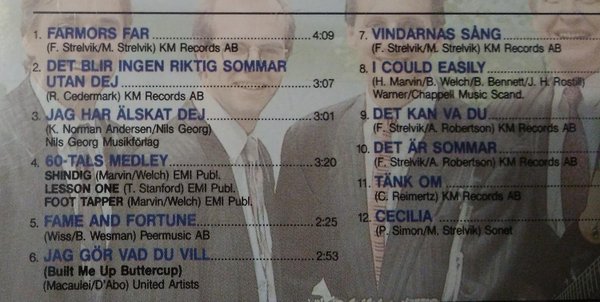 1. FARMORS FAR 4:09
(F. Strelvik/M. Strelvik) KM Records AB
2. DET BLIR INGEN RIKTIG SOMMAR
UTAN DEJ 3:07
(R. Cedermark) KM Records AB
3. JAG HAR ÄLSKAT DEJ 3:01
(K. Norman Andersen/Nils Georg)
Nils Georg Musikförlag
4. 60-TALS MEDLEY 3:20
SHINDIG (Marvin/Welch) EMI Publ.
LESSON ONE (T. Stanford) EMI Publ.
FOOT TAPPER (Marvin/Welch) EMI Publ.
5. FAME AND FORTUNE 2:25
(Wiss/B. Wesman) Peermusic AB
6. JAG GÖR VAD DU VILL 2:53
(Built Me Up Buttercup)
(Macaulei/D'Abo) United Artists
7. VINDARNAS SÅNG
(F. Strelvik/M. Strelvik) KM Records AB
8. I COULD EASILY
(H. Marvin/B. Welch/B. Bennett/J. H. Rostill)
Warner/Chappell Music Scand.
9. DET KAN VA DU
(F. Strelvik/A. Robertson) KM Records AB
10. DET ÄR SOMMAR
(F. Strelvik/A. Robertson) KM Records AB
11. TÄNK OM
(G. Reimertz) KM Records AB
12. CECILIA
(P. Simon/M. Strelvik) Sonet